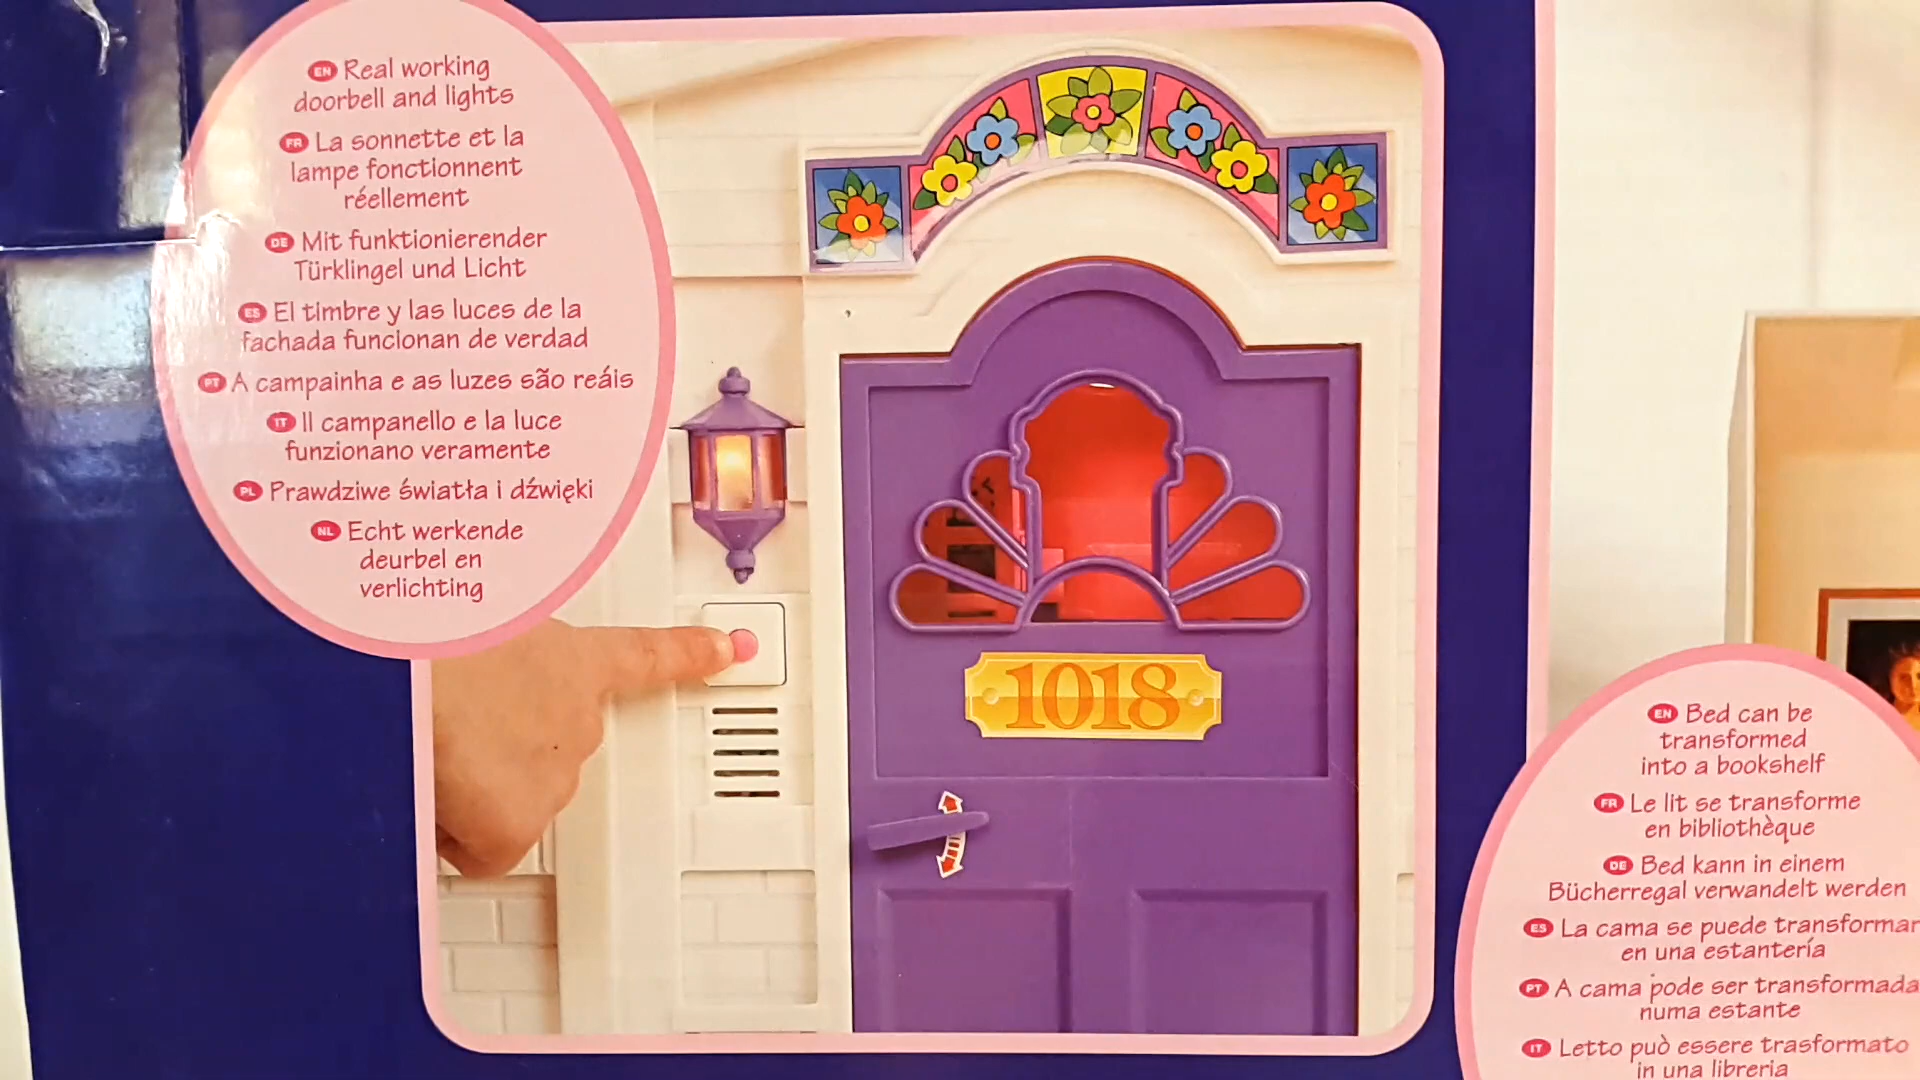 EN Real working
doorbell and lights
FR La sonnette et la
lampe fonctionnent
réellement
DE Mit funktionierender
Türklingel und Licht
ES El timbre y las luces de la
fachada funcionan de verdad
PT A campainha e as luzes são reáis
IT Il campanello e la luce
funzionano veramente
PL Prawdziwe światła i dźwięki
NL Echt werkende
deurbel en
verlichting
1018
EN Bed can be
transformed
into a bookshelf
FR Le lit se transforme
en bibliothèque
DE Bed kann in einem
Bücherregal verwandelt werden
ES La cama se puede transformar
en una estantería
PT A cama pode ser transformada
numa estante
IT Letto può essere trasformato
in una libreria